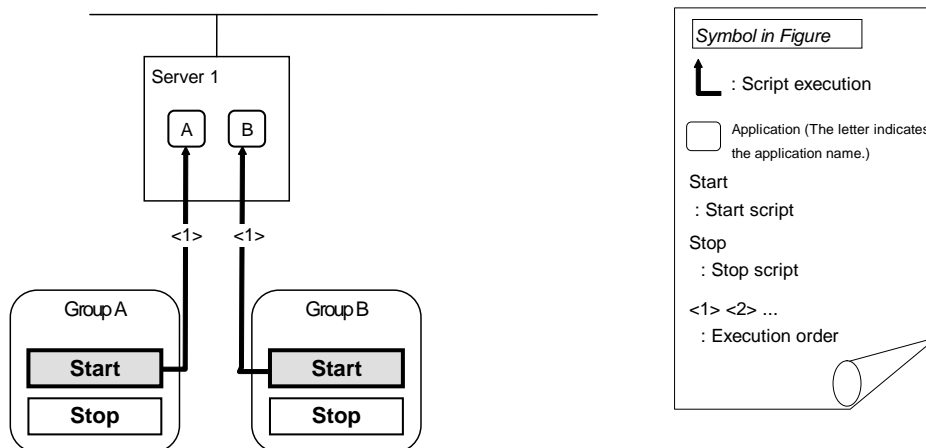 Server 1
A
B
<1>
<1>
Group A
Start
Stop
Group B
Start
Stop
Symbol in Figure
: Script execution
Application (The letter indicates
the application name.)
Start
: Start script
Stop
: Stop script
<1> <2> ...
: Execution order